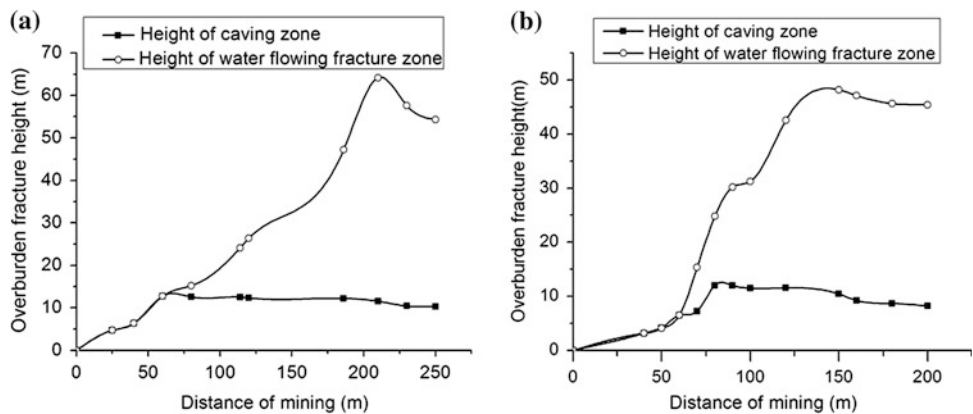 (a)
Height of caving zone
Height of water flowing fracture zone
Overburden fracture height (m)
70
60
50
40
30
20
10
0
0 50 100 150 200 250
Distance of mining (m)
(b)
Height of caving zone
Height of water flowing fracture zone
Overburden fracture height(m)
50
40
30
20
10
0
0 50 100 150 200
Distance of mining (m)